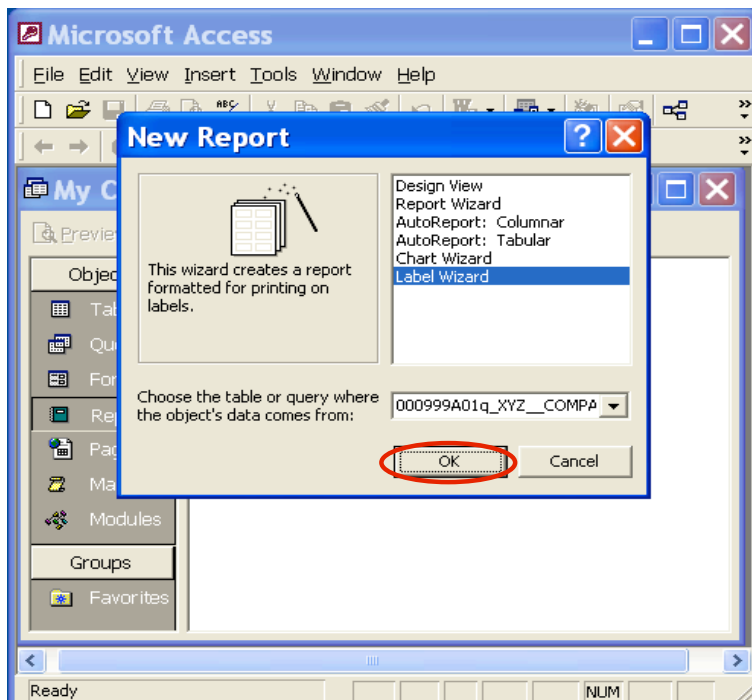 Microsoft Access
File Edit View Insert Tools Window Help
New Report
My C
Previe
Design View
Report Wizard
AutoReport: Columnar
AutoReport: Tabular
Chart Wizard
Label Wizard
This wizard creates a report
formatted for printing on
labels.
Choose the table or query where
the object's data comes from:
000999A01q_XYZ__COMPA
OK
Cancel
Objec
Tab
Qu
For
Rep
Pag
Ma
Modules
Groups
Favorites
Ready
NUM